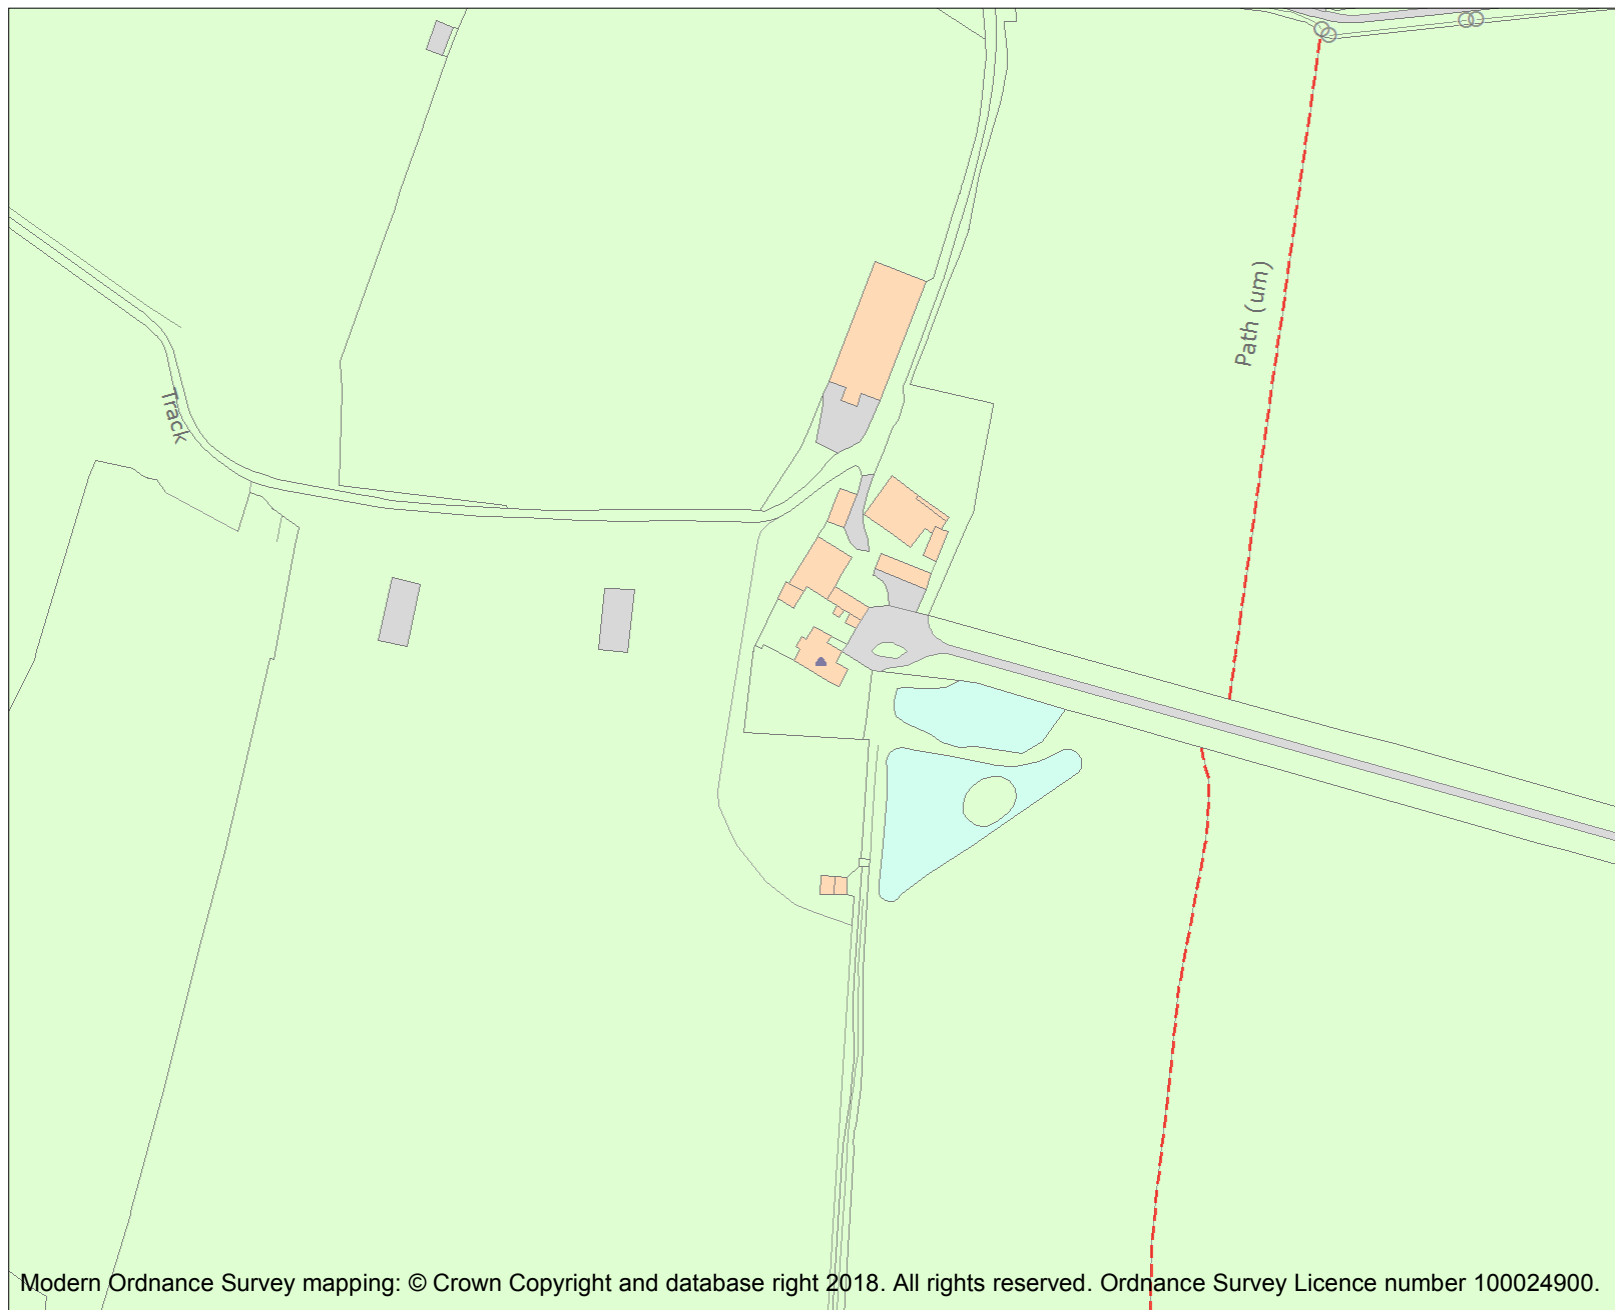 Path (um)
Track
Modern Ordnance Survey mapping: © Crown Copyright and database right 2018. All rights reserved. Ordnance Survey Licence number 100024900.